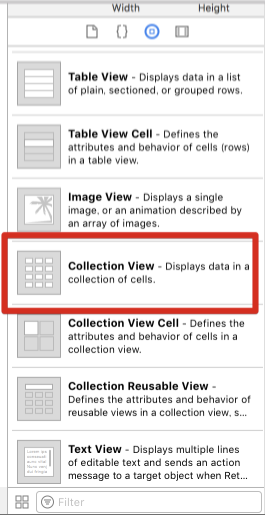 Width Height
Table View - Displays data in a list
of plain, sectioned, or grouped rows.
Table View Cell - Defines the
attributes and behavior of cells (rows)
in a table view.
Image View - Displays a single
image, or an animation described by
an array of images.
Collection View - Displays data in a
collection of cells.
Collection View Cell - Defines the
attributes and behavior of cells in a
collection view.
Collection Reusable View -
Defines the attributes and behavior of
reusable views in a collection view, s...
Text View - Displays multiple lines
of editable text and sends an action
message to a target object when Ret...
Filter